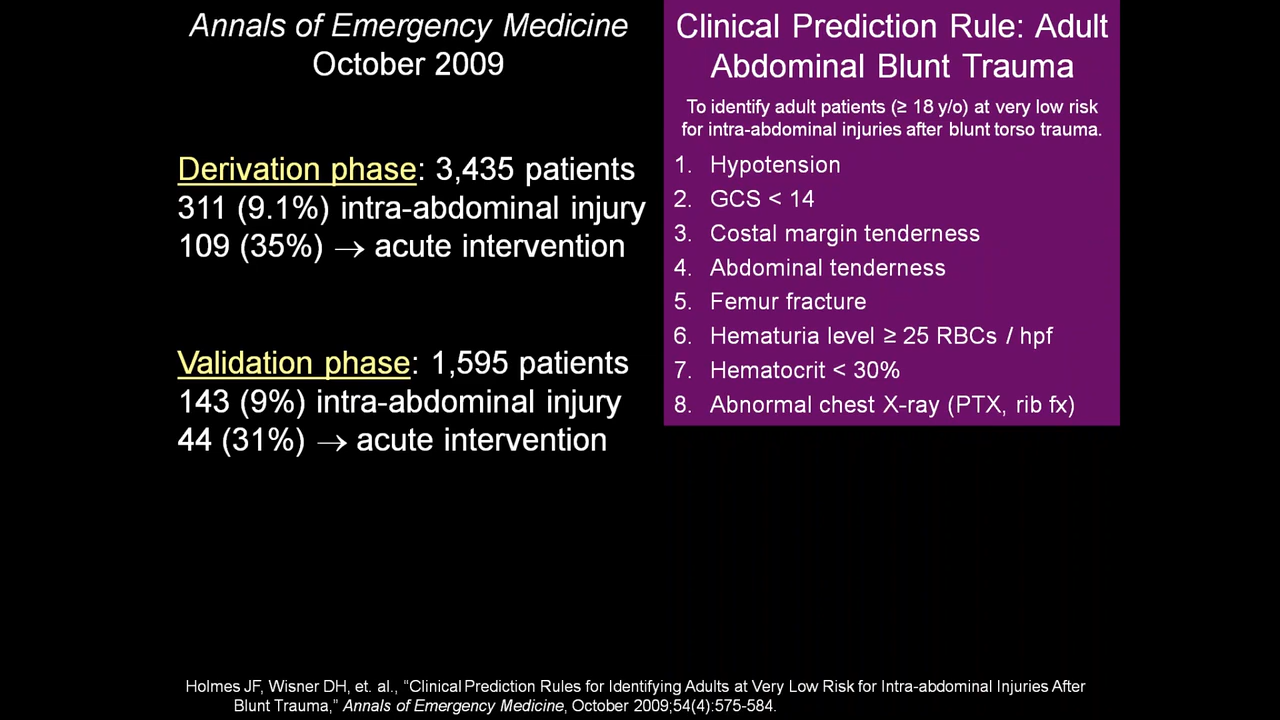 Annals of Emergency Medicine
October 2009
Derivation phase: 3,435 patients
311 (9.1%) intra-abdominal injury
109 (35%) → acute intervention
Validation phase: 1,595 patients
143 (9%) intra-abdominal injury
44 (31%) → acute intervention
Clinical Prediction Rule: Adult
Abdominal Blunt Trauma
To identify adult patients (≥ 18 y/o) at very low risk
for intra-abdominal injuries after blunt torso trauma.
1. Hypotension
2. GCS < 14
3. Costal margin tenderness
4. Abdominal tenderness
5. Femur fracture
6. Hematuria level ≥ 25 RBCs / hpf
7. Hematocrit < 30%
8. Abnormal chest X-ray (PTX, rib fx)
Holmes JF, Wisner DH, et. al., “Clinical Prediction Rules for Identifying Adults at Very Low Risk for Intra-abdominal Injuries After
Blunt Trauma,” Annals of Emergency Medicine, October 2009;54(4):575-584.